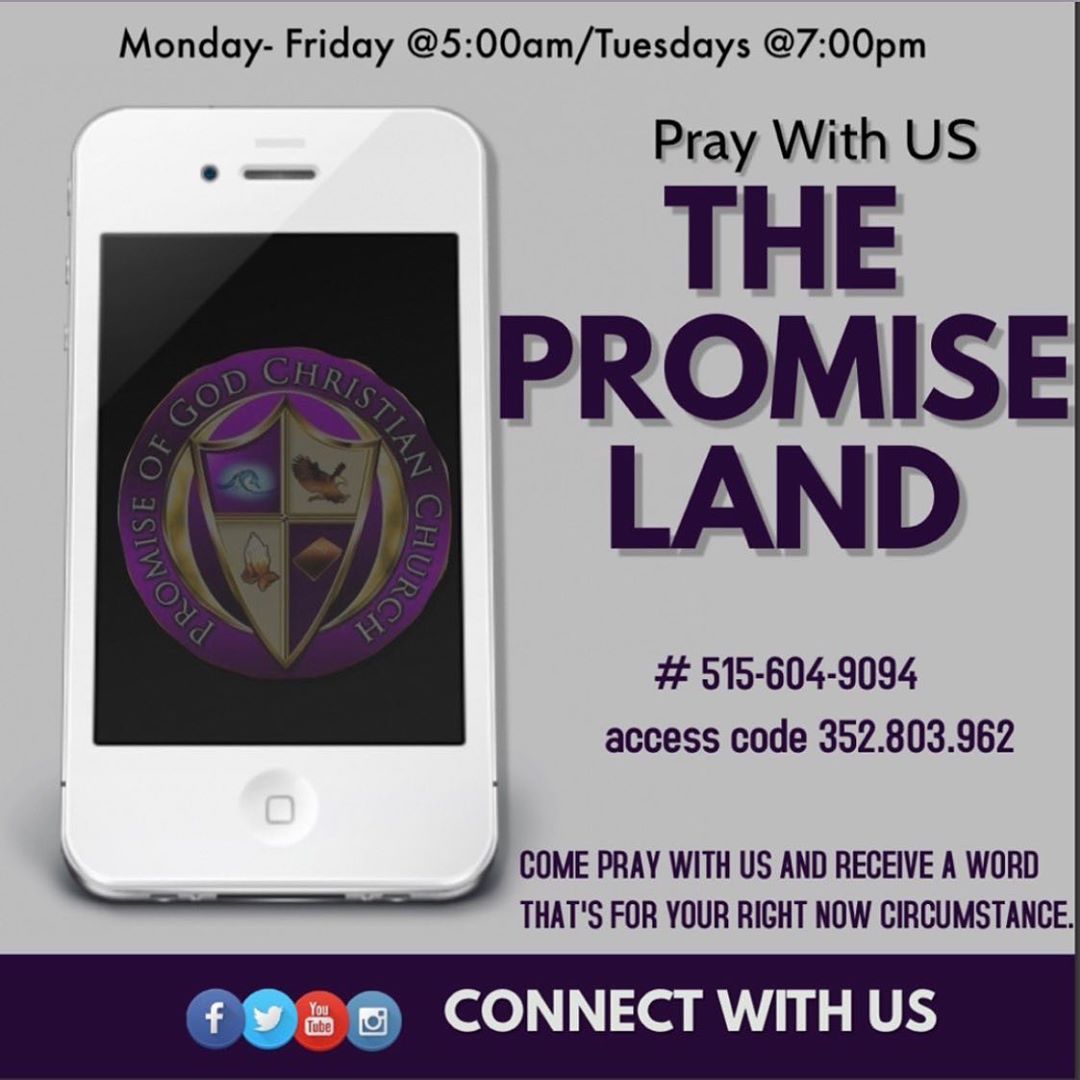 Monday- Friday @5:00am/Tuesdays @7:00pm
Pray With US
THE
PROMISE
LAND
PROMISE OF GOD CHRISTIAN CHURCH
# 515-604-9094
access code 352.803.962
COME PRAY WITH US AND RECEIVE A WORD
THAT'S FOR YOUR RIGHT NOW CIRCUMSTANCE.
f
You
Tube
CONNECT WITH US